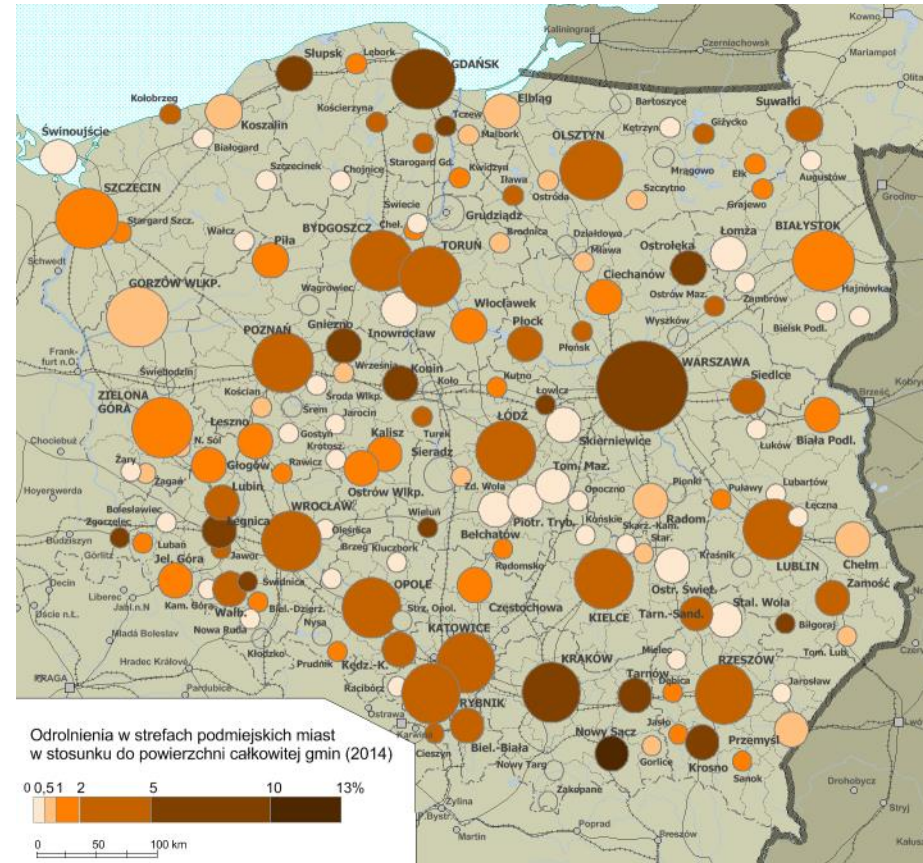 Kaliningrad
Kowno
Czerniachowsk
Mariampol
Olita
Słupsk
Lębork
GDAŃSK
Kołobrzeg
Koszalin
Kościerzyna
Tczew
Elbląg
Malbork
Bartoszyce
Kętrzyn
Giżycko
Suwałki
Świnoujście
Białogard
Starogard Gd.
OLSZTYN
Mrągowo
Ełk
Augustów
Szczecinek
Chojnice
Kwidzyn
Iława
Ostróda
Szczytno
Grajewo
Grodno
SZCZECIN
Stargard Szcz.
Świecie
Grudziądz
Wałcz
Piła
BYDGOSZCZ
Cheł.
TORUŃ
Brodnica
Działdowo
Mława
Ostrołęka
Łomża
BIAŁYSTOK
Schwedt
GORZÓW WLKP.
Wągrowiec
Gniezno
Inowrocław
Włocławek
Płock
Ciechanów
Ostrów Maz.
Zambrów
Hajnówka
Bielsk Podl.
Wyszków
Płońsk
POZNAŃ
Września
Konin
Koło
Kutno
Łowicz
WARSZAWA
Siedlce
Brześć
Kobry
Frank-
furt n.O.
Świebodzin
ZIELONA
GÓRA
Kościan
Środa Wlkp.
Śrem
Jarocin
Turek
ŁÓDŹ
Skierniewice
Łuków
Biała Podl.
Chociebuż
Leszno
Gostyń
Krotosz.
Kalisz
Sieradz
N. Sól
Głogów
Rawicz
Ostrów Wlkp.
Zd. Wola
Tom. Maz.
Opoczno
Pionki
Puławy
Lubartów
Żary
Żagań
Hoyerswerda
Lubin
WROCŁAW
Oleśnica
Wieluń
Bełchatów
Piotr. Tryb.
Końskie
Radom
Skarż.-Kam.
Star.
Łęczna
Bolesławiec
Zgorzelec
Legnica
Budziszyn
Görlitz
Lubań
Jawor
Brzeg
Kluczbork
Radomsko
Kraśnik
LUBLIN
Chełm
Jel. Góra
Świdnica
OPOLE
Częstochowa
KIELCE
Ostr. Święt.
Zamość
Decin
Liberec
Jabl.n.N
Kam. Góra
Wałb.
Biel.-Dzierż.
Strz. Opol.
KATOWICE
Tarn.-Sand.
Stal. Wola
Biłgoraj
Tom. Lub.
Uście n.Ł.
Nowa Ruda
Nysa
Mladá Boleslav
Kłodzko
Prudnik
Kędz.-K.
Hradec Králové
KRAKÓW
Mielec
Tarnów
Dębica
RZESZÓW
Jarosław
PRAGA
Pardubice
Racibórz
RYBNIK
Ostrawa
Karwina
Cieszyn
Biel.-Biała
Nowy Sącz
Jasło
Gorlice
Krosno
Przemyśl
Sanok
Nowy Targ
Zakopane
Drohobycz
Stryj
Kałusz
Żylina
P.Bystr.
Martin
Poprad
Preszów
Odrolnienia w strefach podmiejskich miast
w stosunku do powierzchni całkowitej gmin (2014)
0 0,5 1 2 5 10 13%
0 50 100 km